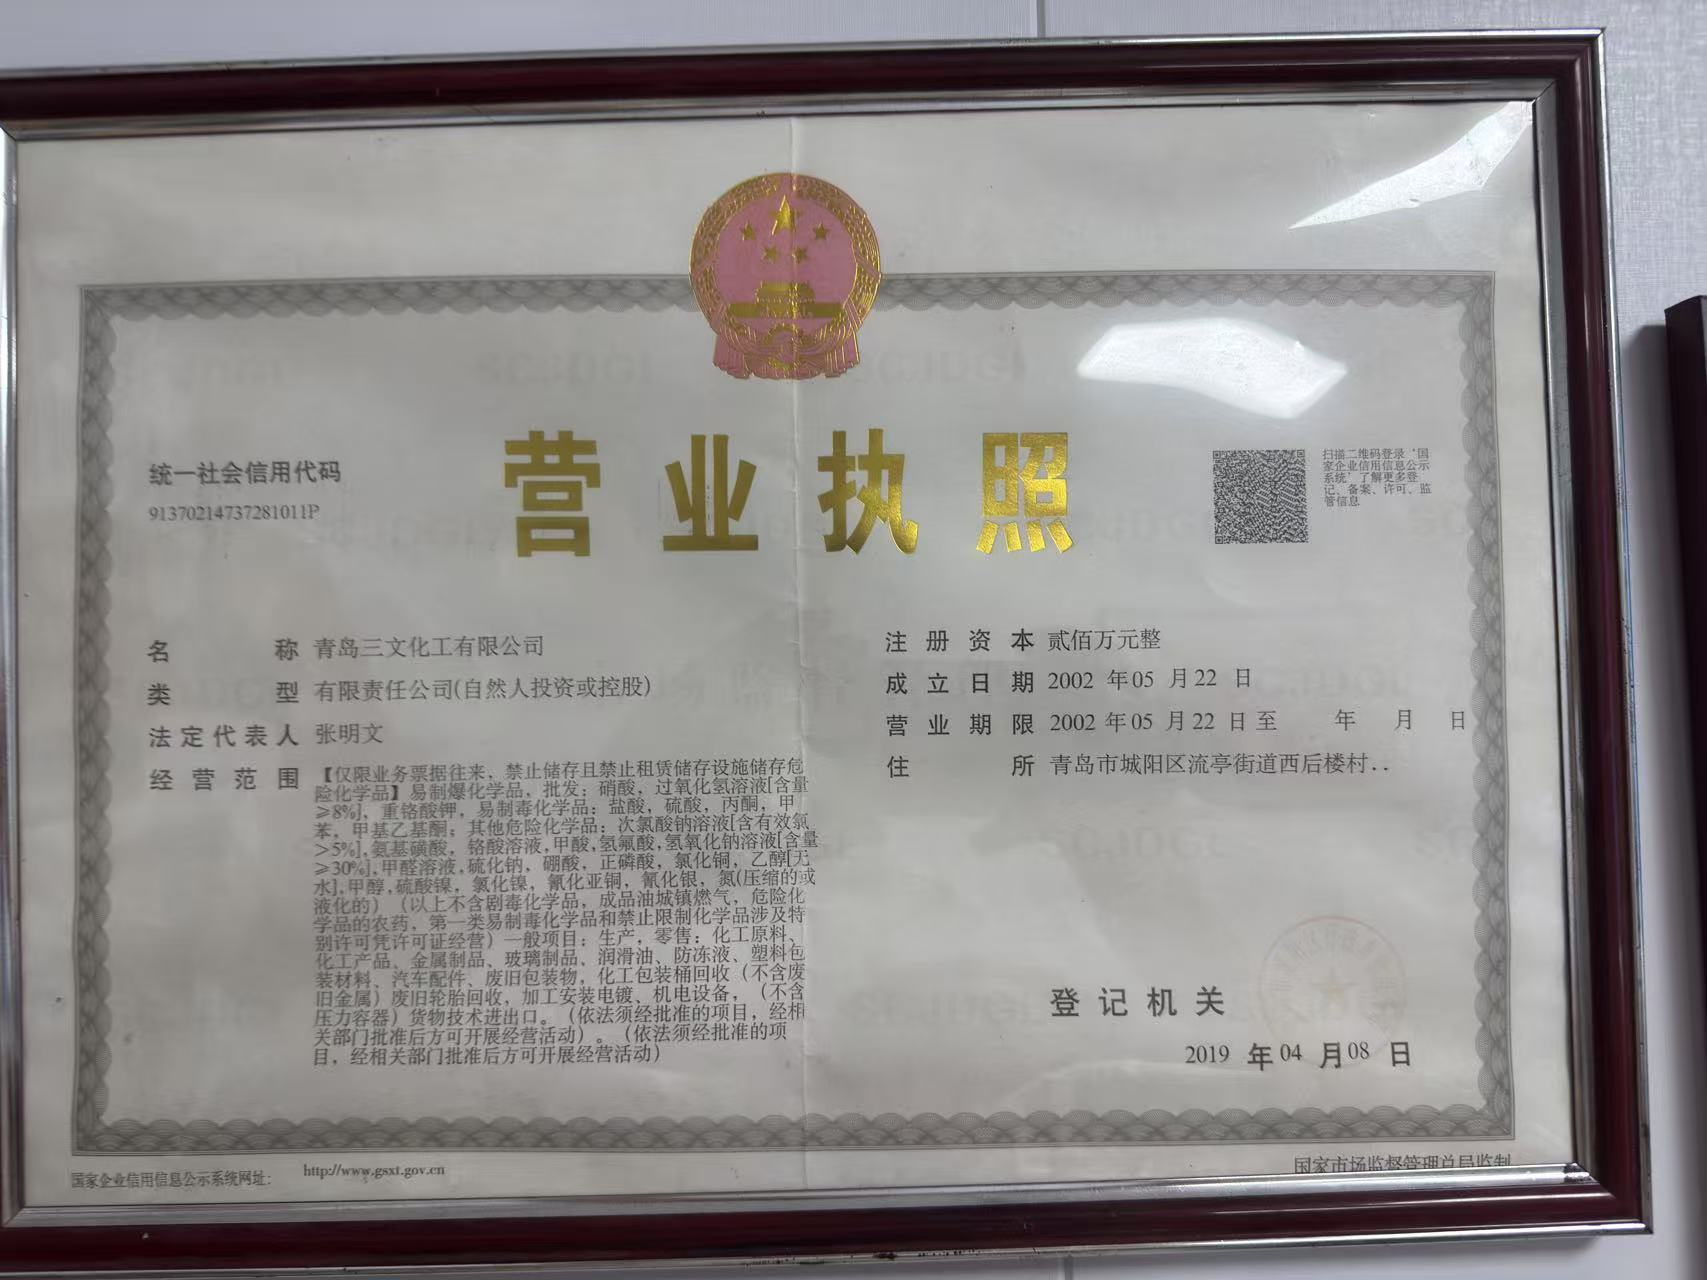 营业执照
统一社会信用代码
91370214737281011P
扫描二维码登录‘国
家企业信用信息公示
系统’了解更多登
记、备案、许可、监
管信息
名称 青岛三文化工有限公司
类型 有限责任公司(自然人投资或控股)
法定代表人 张明文
经营范围 【仅限业务票据往来，禁止储存且禁止租赁储存设施储存危
险化学品】易制爆化学品，批发：硝酸，过氧化氢溶液[含量
≥8%]，重铬酸钾，易制毒化学品：盐酸，硫酸，丙酮，甲
苯，甲基乙基酮；其他危险化学品：次氯酸钠溶液[含有效氯
>5%],氨基磺酸，铬酸溶液,甲酸,氢氟酸,氢氧化钠溶液[含量
≥30%],甲醛溶液,硫化钠，硼酸，正磷酸，氯化铜，乙醇[无
水],甲醇,硫酸镍，氯化镍，氰化亚铜，氰化银，氮(压缩的或
液化的）（以上不含剧毒化学品，成品油城镇燃气，危险化
学品的农药，第一类易制毒化学品和禁止限制化学品涉及特
别许可凭许可证经营）一般项目：生产，零售：化工原料、
化工产品、金属制品、玻璃制品、润滑油、防冻液、塑料包
装材料、汽车配件、废旧包装物，化工包装桶回收（不含废
旧金属）废旧轮胎回收，加工安装电镀、机电设备，（不含
压力容器）货物技术进出口。（依法须经批准的项目，经相
关部门批准后方可开展经营活动）。（依法须经批准的项
目，经相关部门批准后方可开展经营活动）
注册资本 贰佰万元整
成立日期 2002 年 05 月 22 日
营业期限 2002 年 05 月 22 日 至 年 月 日
住所 青岛市城阳区流亭街道西后楼村..
登记机关
2019 年 04 月 08 日
国家企业信用信息公示系统网址： http://www.gsxt.gov.cn
国家市场监督管理总局监制